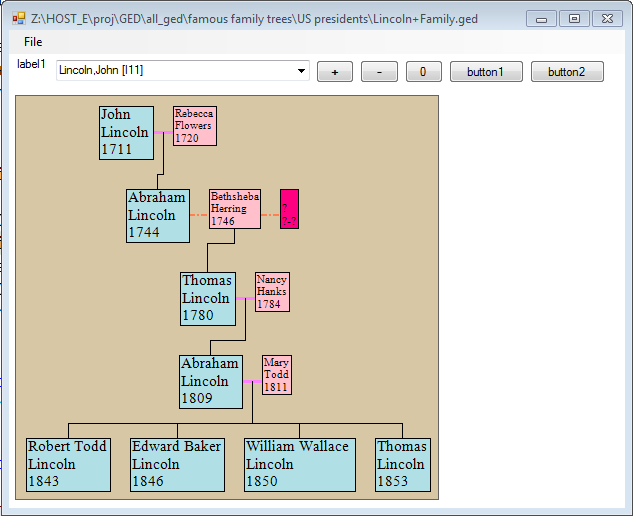 Z:\HOST_E\proj\GED\all_ged\famous family trees\US presidents\Lincoln+Family.ged
File
label1
Lincoln,John [I11]
+
-
0
button1
button2
John
Lincoln
1711
Rebecca
Flowers
1720
Abraham
Lincoln
1744
Bethsheba
Herring
1746
?
?-?
Thomas
Lincoln
1780
Nancy
Hanks
1784
Abraham
Lincoln
1809
Mary
Todd
1811
Robert Todd
Lincoln
1843
Edward Baker
Lincoln
1846
William Wallace
Lincoln
1850
Thomas
Lincoln
1853